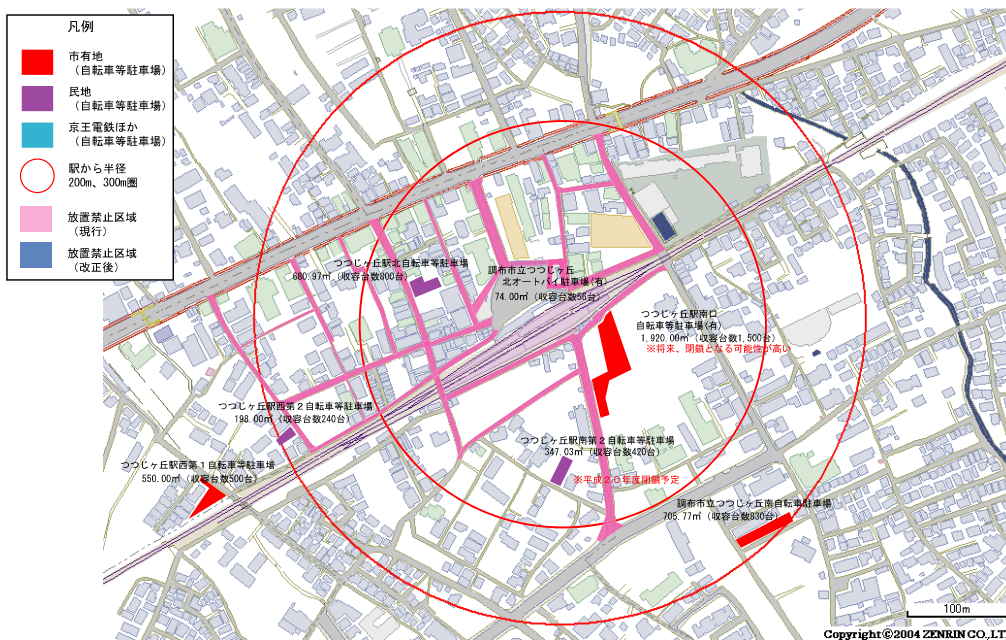 凡例
市有地
(自転車等駐車場)
民地
(自転車等駐車場)
京王電鉄ほか
(自転車等駐車場)
駅から半径
200m、300m圏
放置禁止区域
(現行)
放置禁止区域
(改正後)
つつじヶ丘駅北自転車等駐車場
680.97㎡(収容台数800台)
調布市立つつじヶ丘
北オートバイ駐車場(有)
74.00㎡(収容台数56台)
つつじヶ丘駅南口
自転車等駐車場(有)
1,920.00㎡(収容台数1,500台)
※将来、閉鎖となる可能性が高い
つつじヶ丘駅西第2自転車等駐車場
198.00㎡(収容台数240台)
つつじヶ丘駅南第2自転車等駐車場
347.03㎡(収容台数420台)
※平成20年度閉鎖予定
つつじヶ丘駅西第1自転車等駐車場
550.00㎡(収容台数500台)
調布市立つつじヶ丘南自転車駐車場
705.77㎡(収容台数830台)
100m
Copyright©2004 ZENRIN CO.,LT